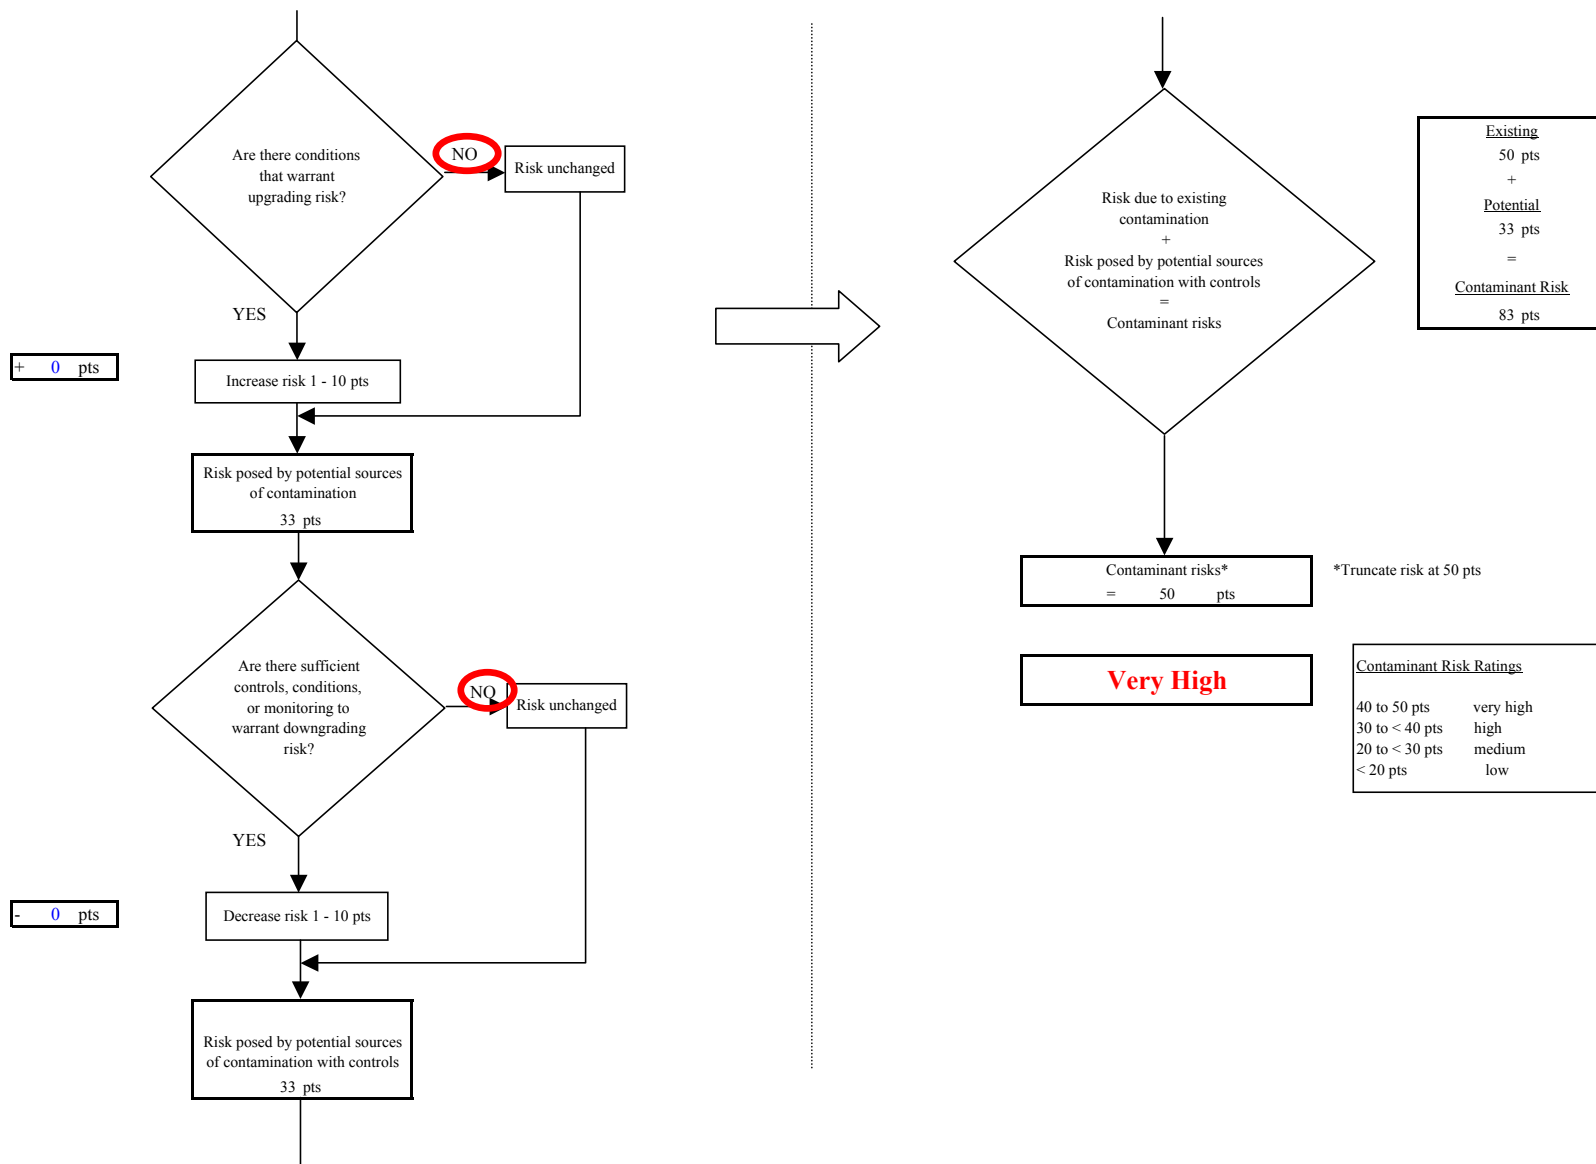 Are there conditions
that warrant
upgrading risk?
NO
Risk unchanged
YES
+ 0 pts
Increase risk 1 - 10 pts
Risk posed by potential sources
of contamination
33 pts
Are there sufficient
controls, conditions,
or monitoring to
warrant downgrading
risk?
NO
Risk unchanged
YES
- 0 pts
Decrease risk 1 - 10 pts
Risk posed by potential sources
of contamination with controls
33 pts
Risk due to existing
contamination
+
Risk posed by potential sources
of contamination with controls
=
Contaminant risks
Existing
50 pts
+
Potential
33 pts
=
Contaminant Risk
83 pts
Contaminant risks*
= 50 pts
*Truncate risk at 50 pts
Very High
Contaminant Risk Ratings
40 to 50 pts very high
30 to < 40 pts high
20 to < 30 pts medium
< 20 pts low